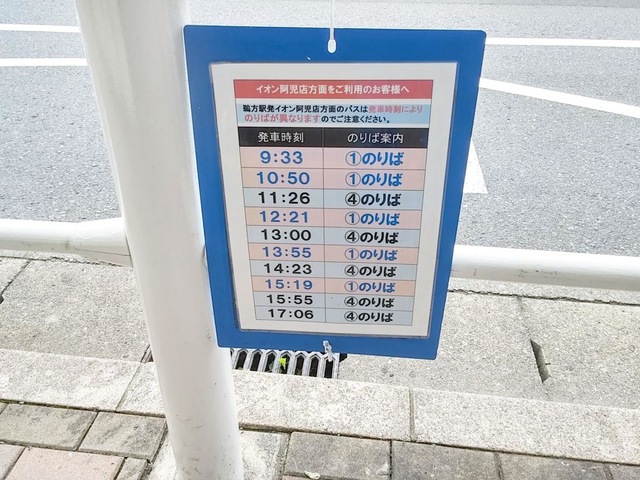 イオン阿児店方面をご利用のお客様へ
鵜方駅発イオン阿児店方面のバスは発車時刻により
のりばが異なりますのでご注意ください。
発車時刻 のりば案内
9:33 ①のりば
10:50 ①のりば
11:26 ④のりば
12:21 ①のりば
13:00 ④のりば
13:55 ①のりば
14:23 ④のりば
15:19 ①のりば
15:55 ④のりば
17:06 ④のりば